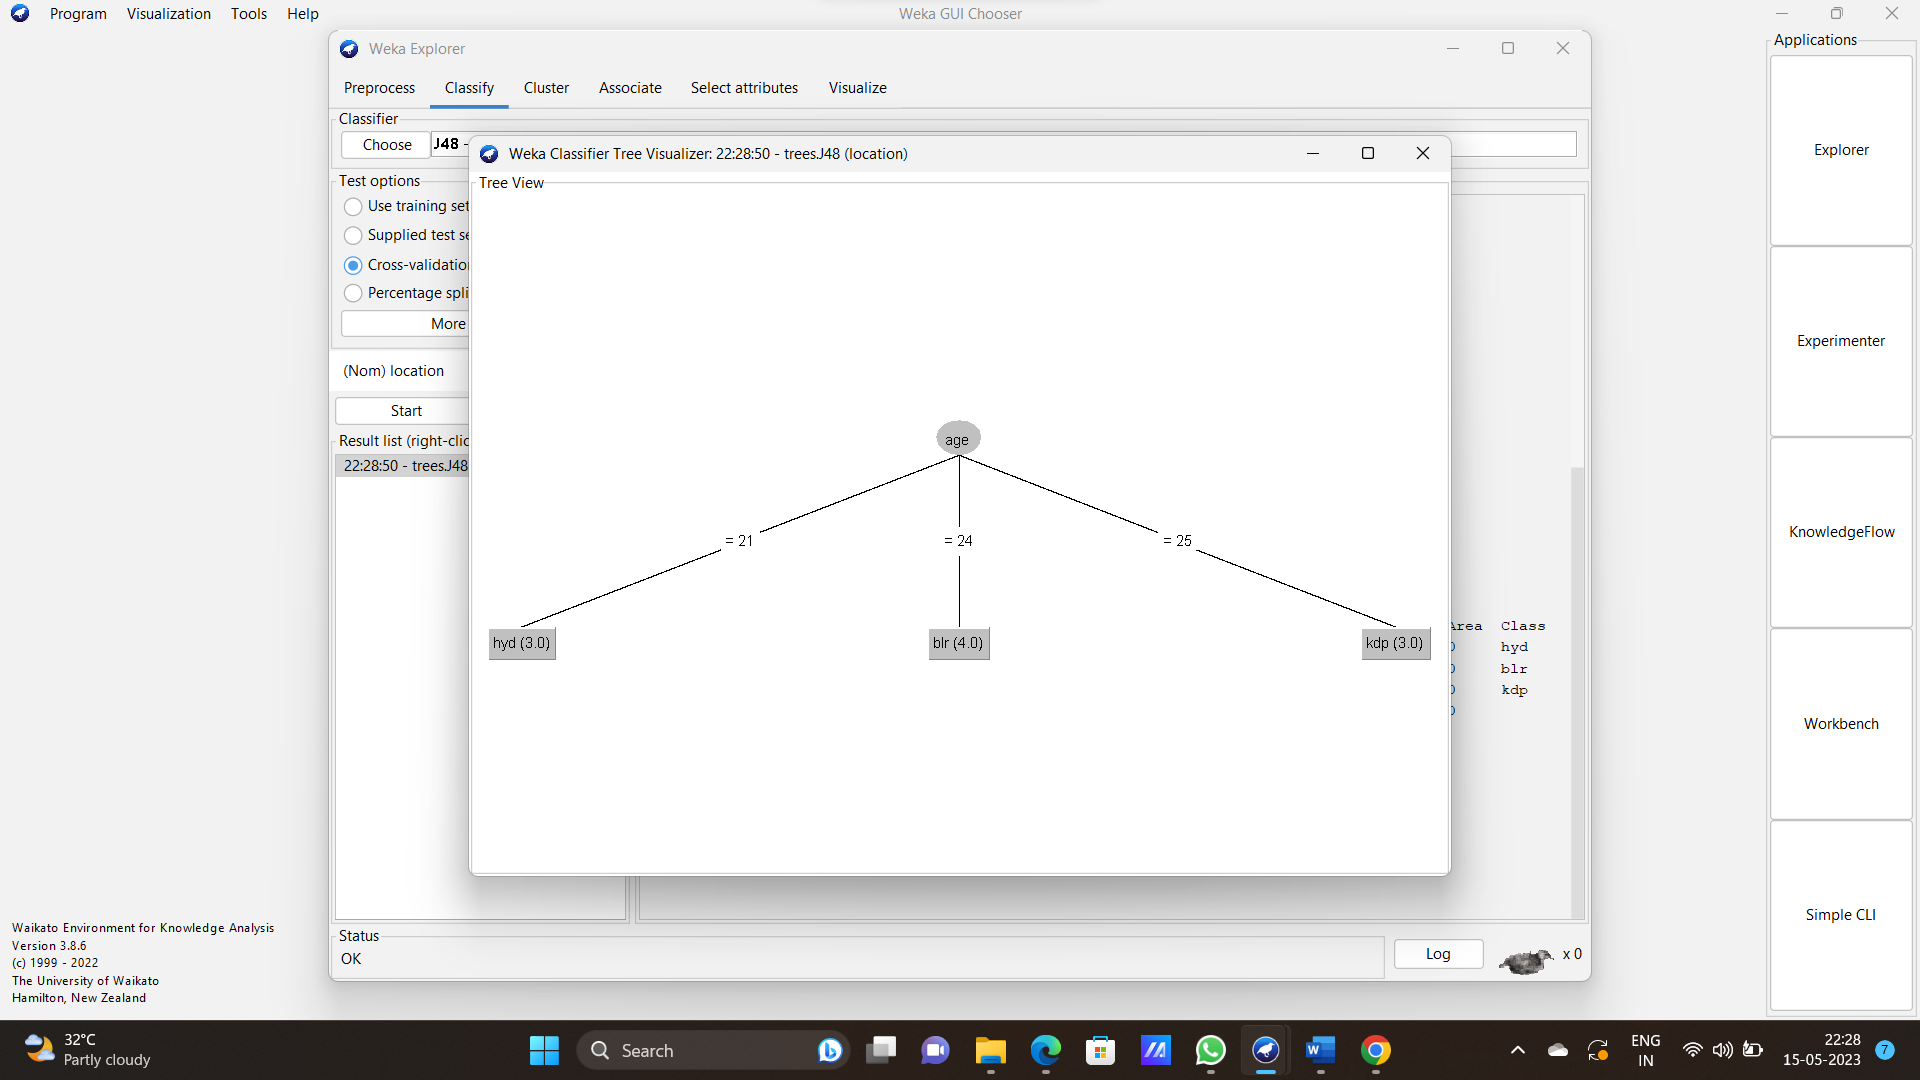 Program Visualization Tools Help
Weka GUI Chooser
Weka Explorer
Preprocess Classify Cluster Associate Select attributes Visualize
Classifier
Choose J48 -
Test options
Use training set
Supplied test se
Cross-validation
Percentage spli
More
(Nom) location
Start
Result list (right-clic
22:28:50 - trees.J48
Weka Classifier Tree Visualizer: 22:28:50 - trees.J48 (location)
Tree View
age
= 21 = 24 = 25
hyd (3.0) blr (4.0) kdp (3.0)
Area Class
0 hyd
0 blr
0 kdp
0
Status
OK
Log x 0
Applications
Explorer
Experimenter
KnowledgeFlow
Workbench
Simple CLI
Waikato Environment for Knowledge Analysis
Version 3.8.6
(c) 1999 - 2022
The University of Waikato
Hamilton, New Zealand
32°C
Partly cloudy
Search
ENG
IN
22:28
15-05-2023
7